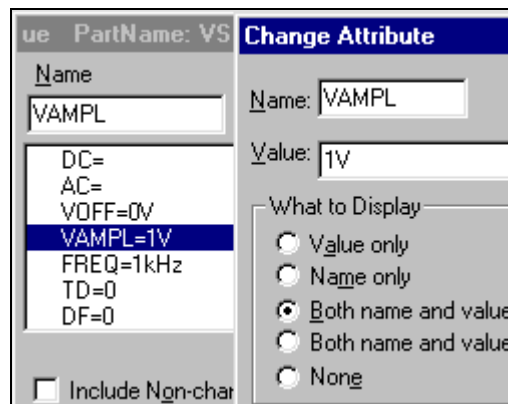 ue PartName: VS
Name
VAMPL
DC=
AC=
VOFF=0V
VAMPL=1V
FREQ=1kHz
TD=0
DF=0
Include Non-char
Change Attribute
Name: VAMPL
Value: 1V
What to Display
Value only
Name only
Both name and value
Both name and value
None